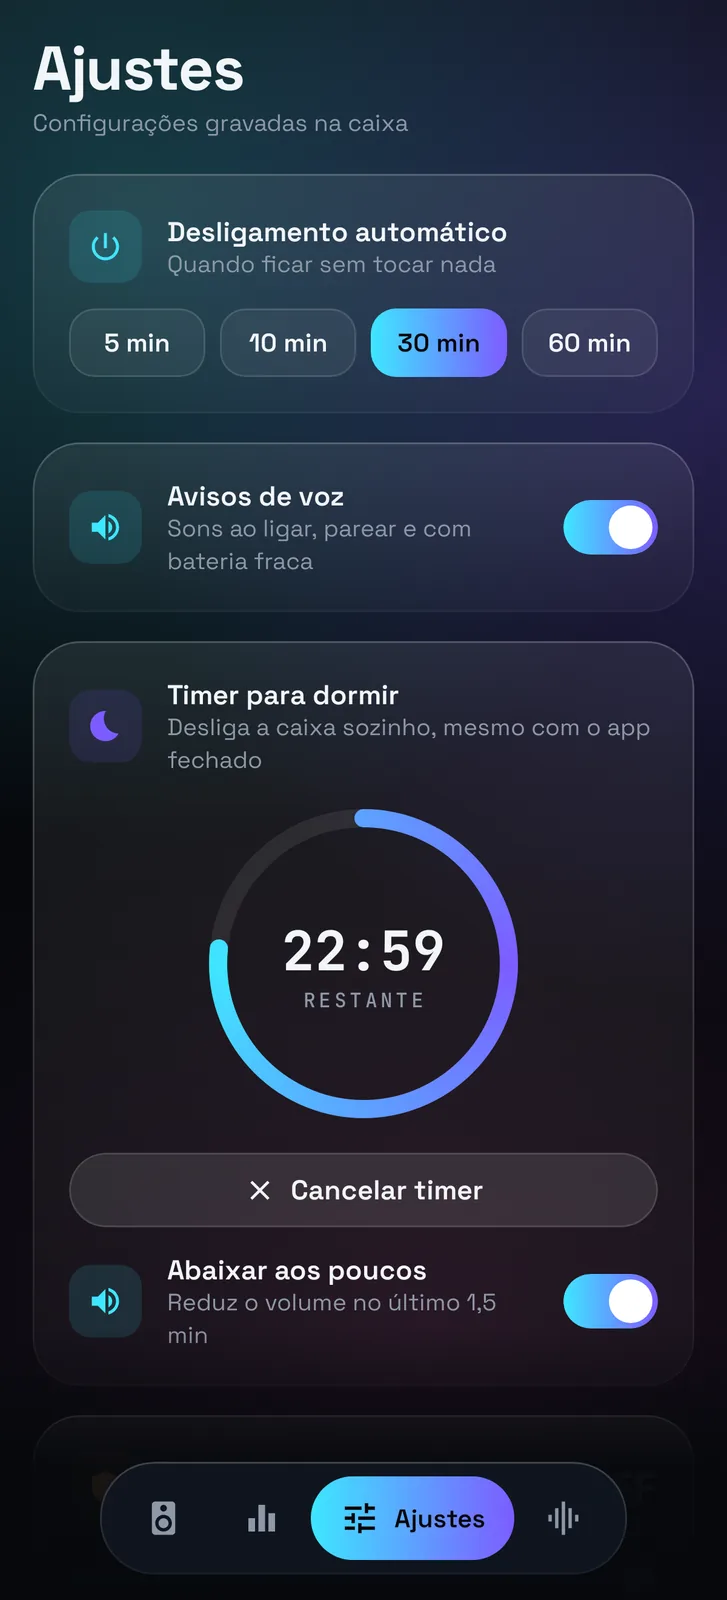 Ajustes
Configurações gravadas na caixa
Desligamento automático
Quando ficar sem tocar nada
5 min
10 min
30 min
60 min
Avisos de voz
Sons ao ligar, parear e com
bateria fraca
Timer para dormir
Desliga a caixa sozinho, mesmo com o app
fechado
22:59
RESTANTE
Cancelar timer
Abaixar aos poucos
Reduz o volume no último 1,5
min
Ajustes